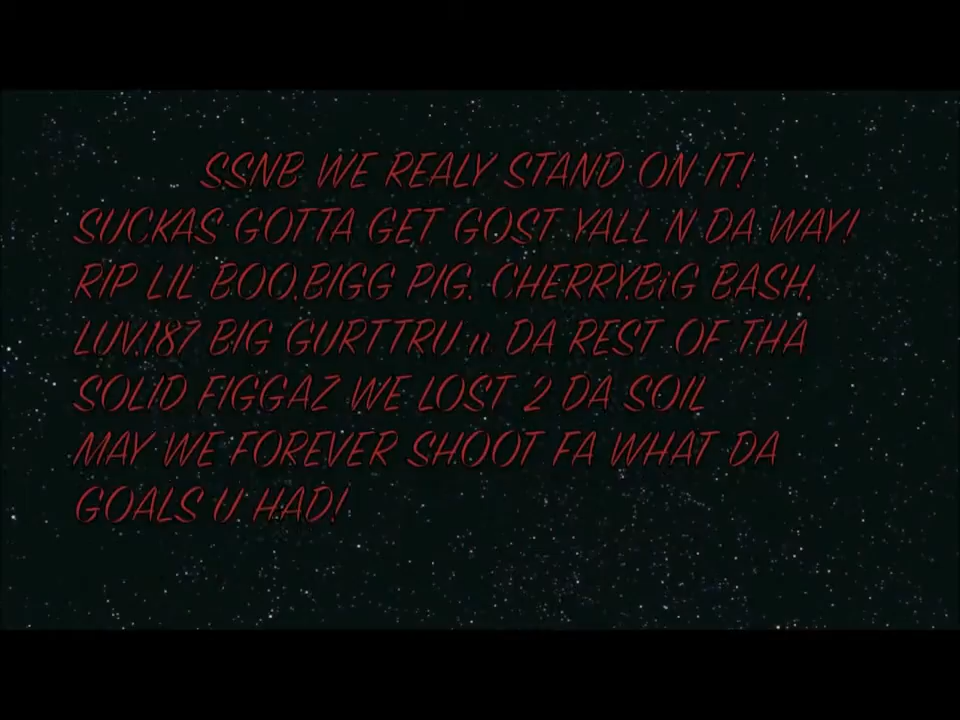 SSNB WE REALY STAND ON IT!
SUCKAS GOTTA GET GOST YALL N DA WAY!
RIP LIL BOO.BIGG PIG. CHERRY.BiG BASH.
LUV.187 BIG GURTTRU n DA REST OF THA
SOLID FIGGAZ WE LOST 2 DA SOIL
MAY WE FOREVER SHOOT FA WHAT DA
GOALS U HAD!